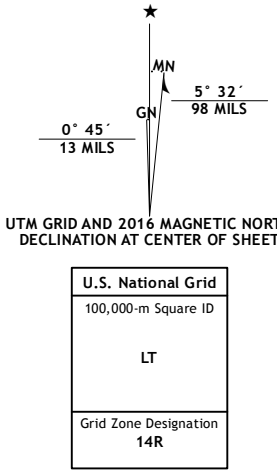 MN
GN
5° 32´
98 MILS
0° 45´
13 MILS
UTM GRID AND 2016 MAGNETIC NORT
DECLINATION AT CENTER OF SHEET
U.S. National Grid
100,000-m Square ID
LT
Grid Zone Designation
14R